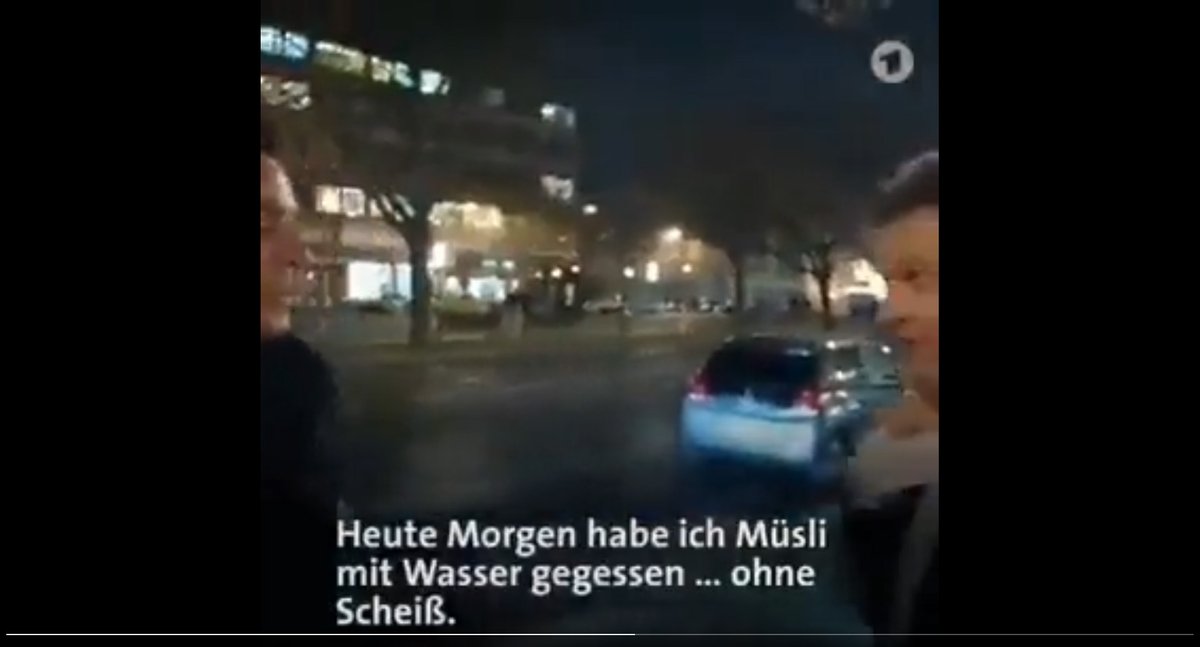 Heute Morgen habe ich Müsli
mit Wasser gegessen ... ohne
Scheiß.